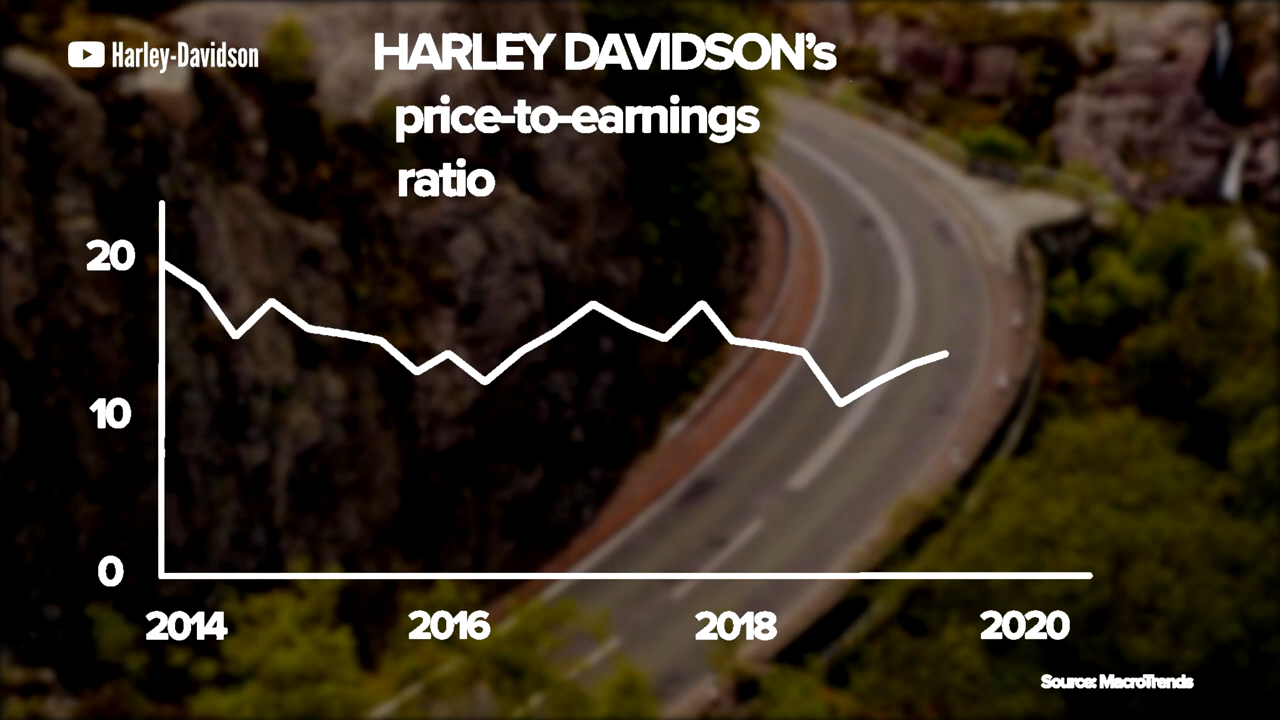 Harley-Davidson
HARLEY DAVIDSON's
price-to-earnings
ratio
20
10
0
2014 2016 2018 2020
Source: MacroTrends